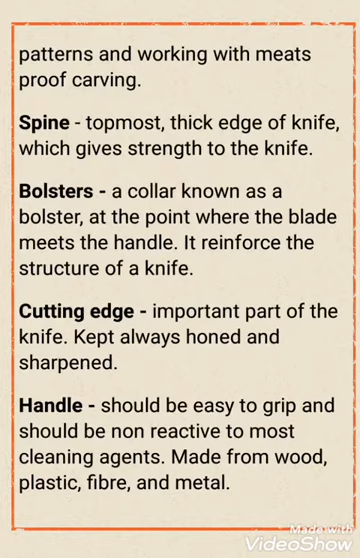 patterns and working with meats
proof carving.
Spine - topmost, thick edge of knife,
which gives strength to the knife.
Bolsters - a collar known as a
bolster, at the point where the blade
meets the handle. It reinforce the
structure of a knife.
Cutting edge - important part of the
knife. Kept always honed and
sharpened.
Handle - should be easy to grip and
should be non reactive to most
cleaning agents. Made from wood,
plastic, fibre, and metal.
Made with
VideoShow